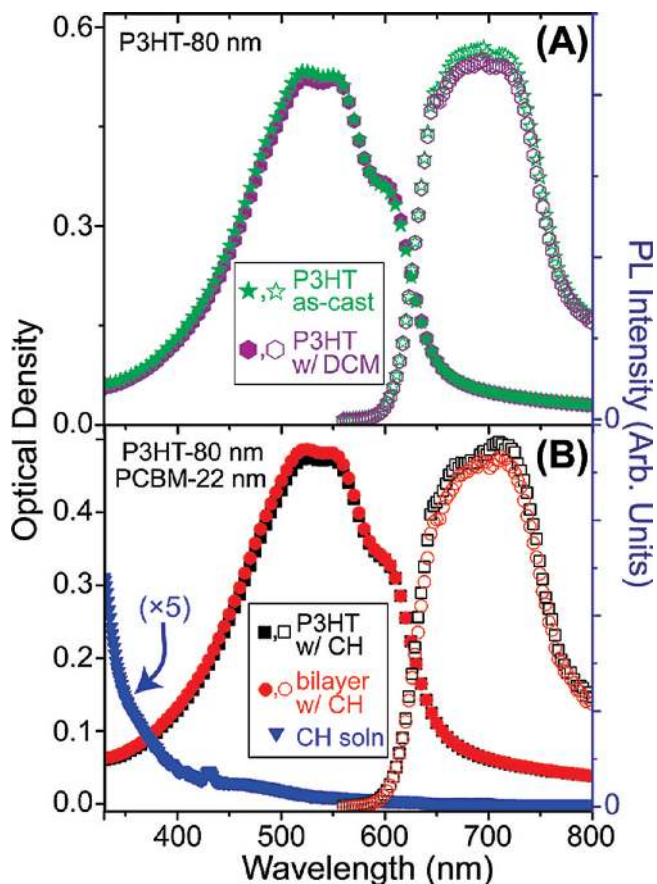 P3HT-80 nm
(A)
0.6
0.3
0.0
0
P3HT
as-cast
P3HT
w/ DCM
Optical Density
PL Intensity (Arb. Units)
P3HT-80 nm
PCBM-22 nm
(B)
0.4
0.3
0.2
0.1
0.0
0
(×5)
P3HT
w/ CH
bilayer
w/ CH
CH soln
400 500 600 700 800
Wavelength (nm)